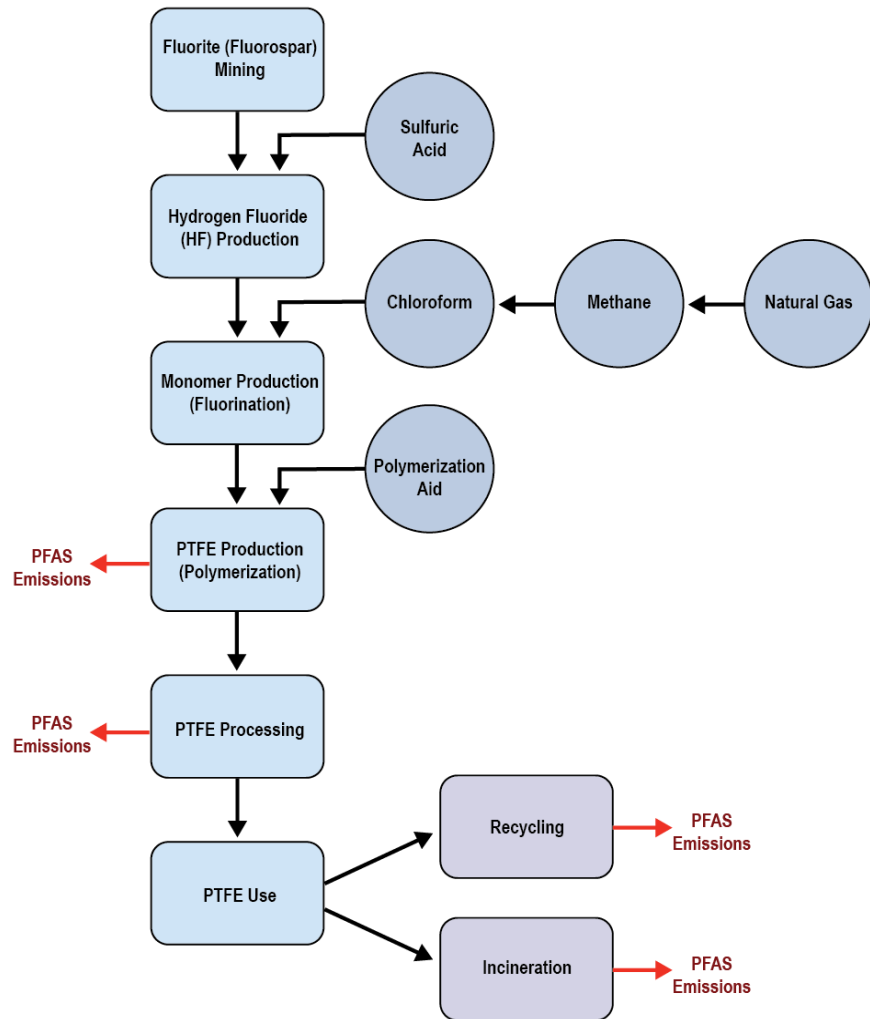 Fluorite (Fluorospar)
Mining
Sulfuric
Acid
Hydrogen Fluoride
(HF) Production
Chloroform
Methane
Natural Gas
Monomer Production
(Fluorination)
Polymerization
Aid
PTFE Production
(Polymerization)
PFAS
Emissions
PTFE Processing
PFAS
Emissions
Recycling
PFAS
Emissions
PTFE Use
Incineration
PFAS
Emissions